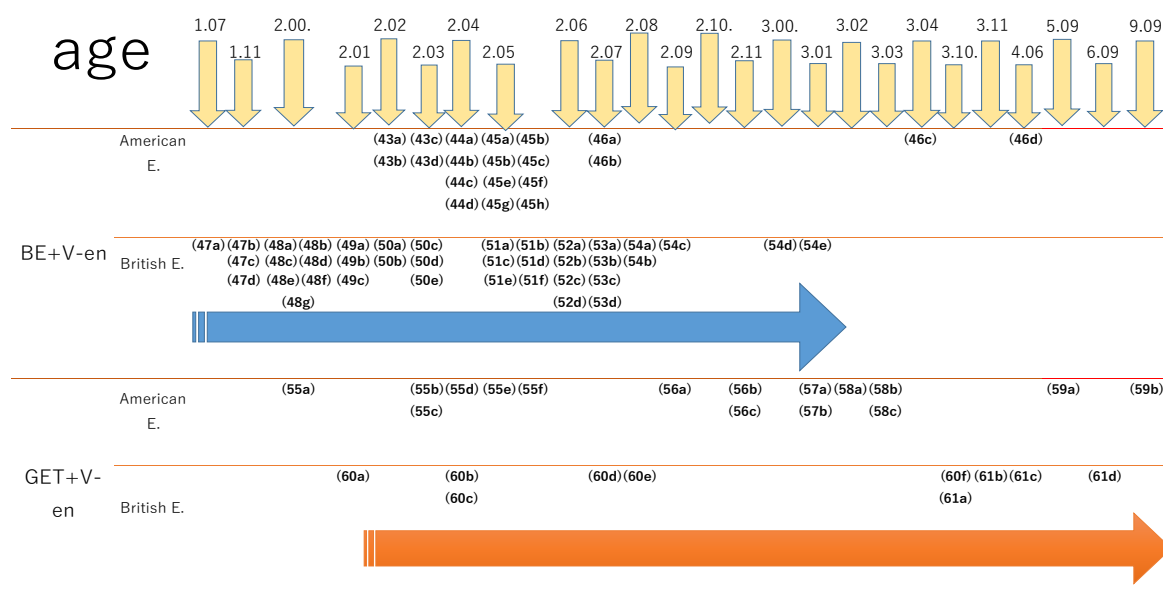 1.07 2.00. 2.02 2.04 2.06 2.08 2.10. 3.00. 3.02 3.04 3.11 5.09 9.09
age 1.11 2.01 2.03 2.05 2.07 2.09 2.11 3.01 3.03 3.10. 4.06 6.09
American (43a) (43c) (44a) (45a) (45b) (46a) (46c) (46d)
E. (43b) (43d) (44b) (45b) (45c) (46b)
(44c) (45e) (45f)
(44d) (45g) (45h)
BE+V-en (47a) (47b) (48a) (48b) (49a) (50a) (50c) (51a) (51b) (52a) (53a) (54a) (54c) (54d) (54e)
British E. (47c) (48c) (48d) (49b) (50b) (50d) (51c) (51d) (52b) (53b) (54b)
(47d) (48e) (48f) (49c) (50e) (51e) (51f) (52c) (53c)
(48g) (52d) (53d)
American (55a) (55b) (55d) (55e) (55f) (56a) (56b) (57a) (58a) (58b) (59a) (59b)
E. (55c) (56c) (57b) (58c)
GET+V- (60a) (60b) (60d) (60e) (60f) (61b) (61c) (61d)
en (60c) (61a)
British E.